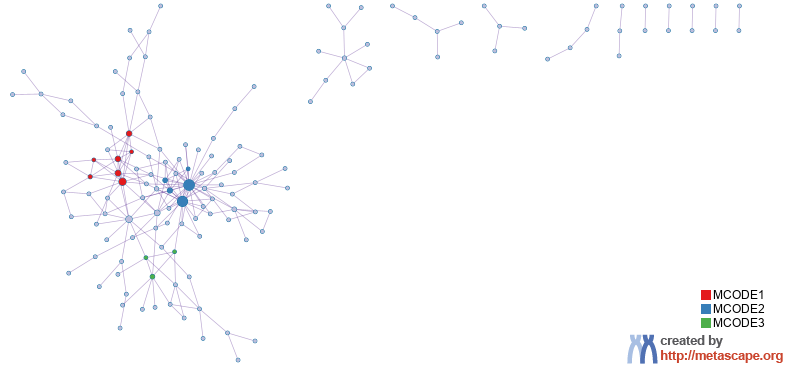 MCODE1
MCODE2
MCODE3
created by
http://metascape.org